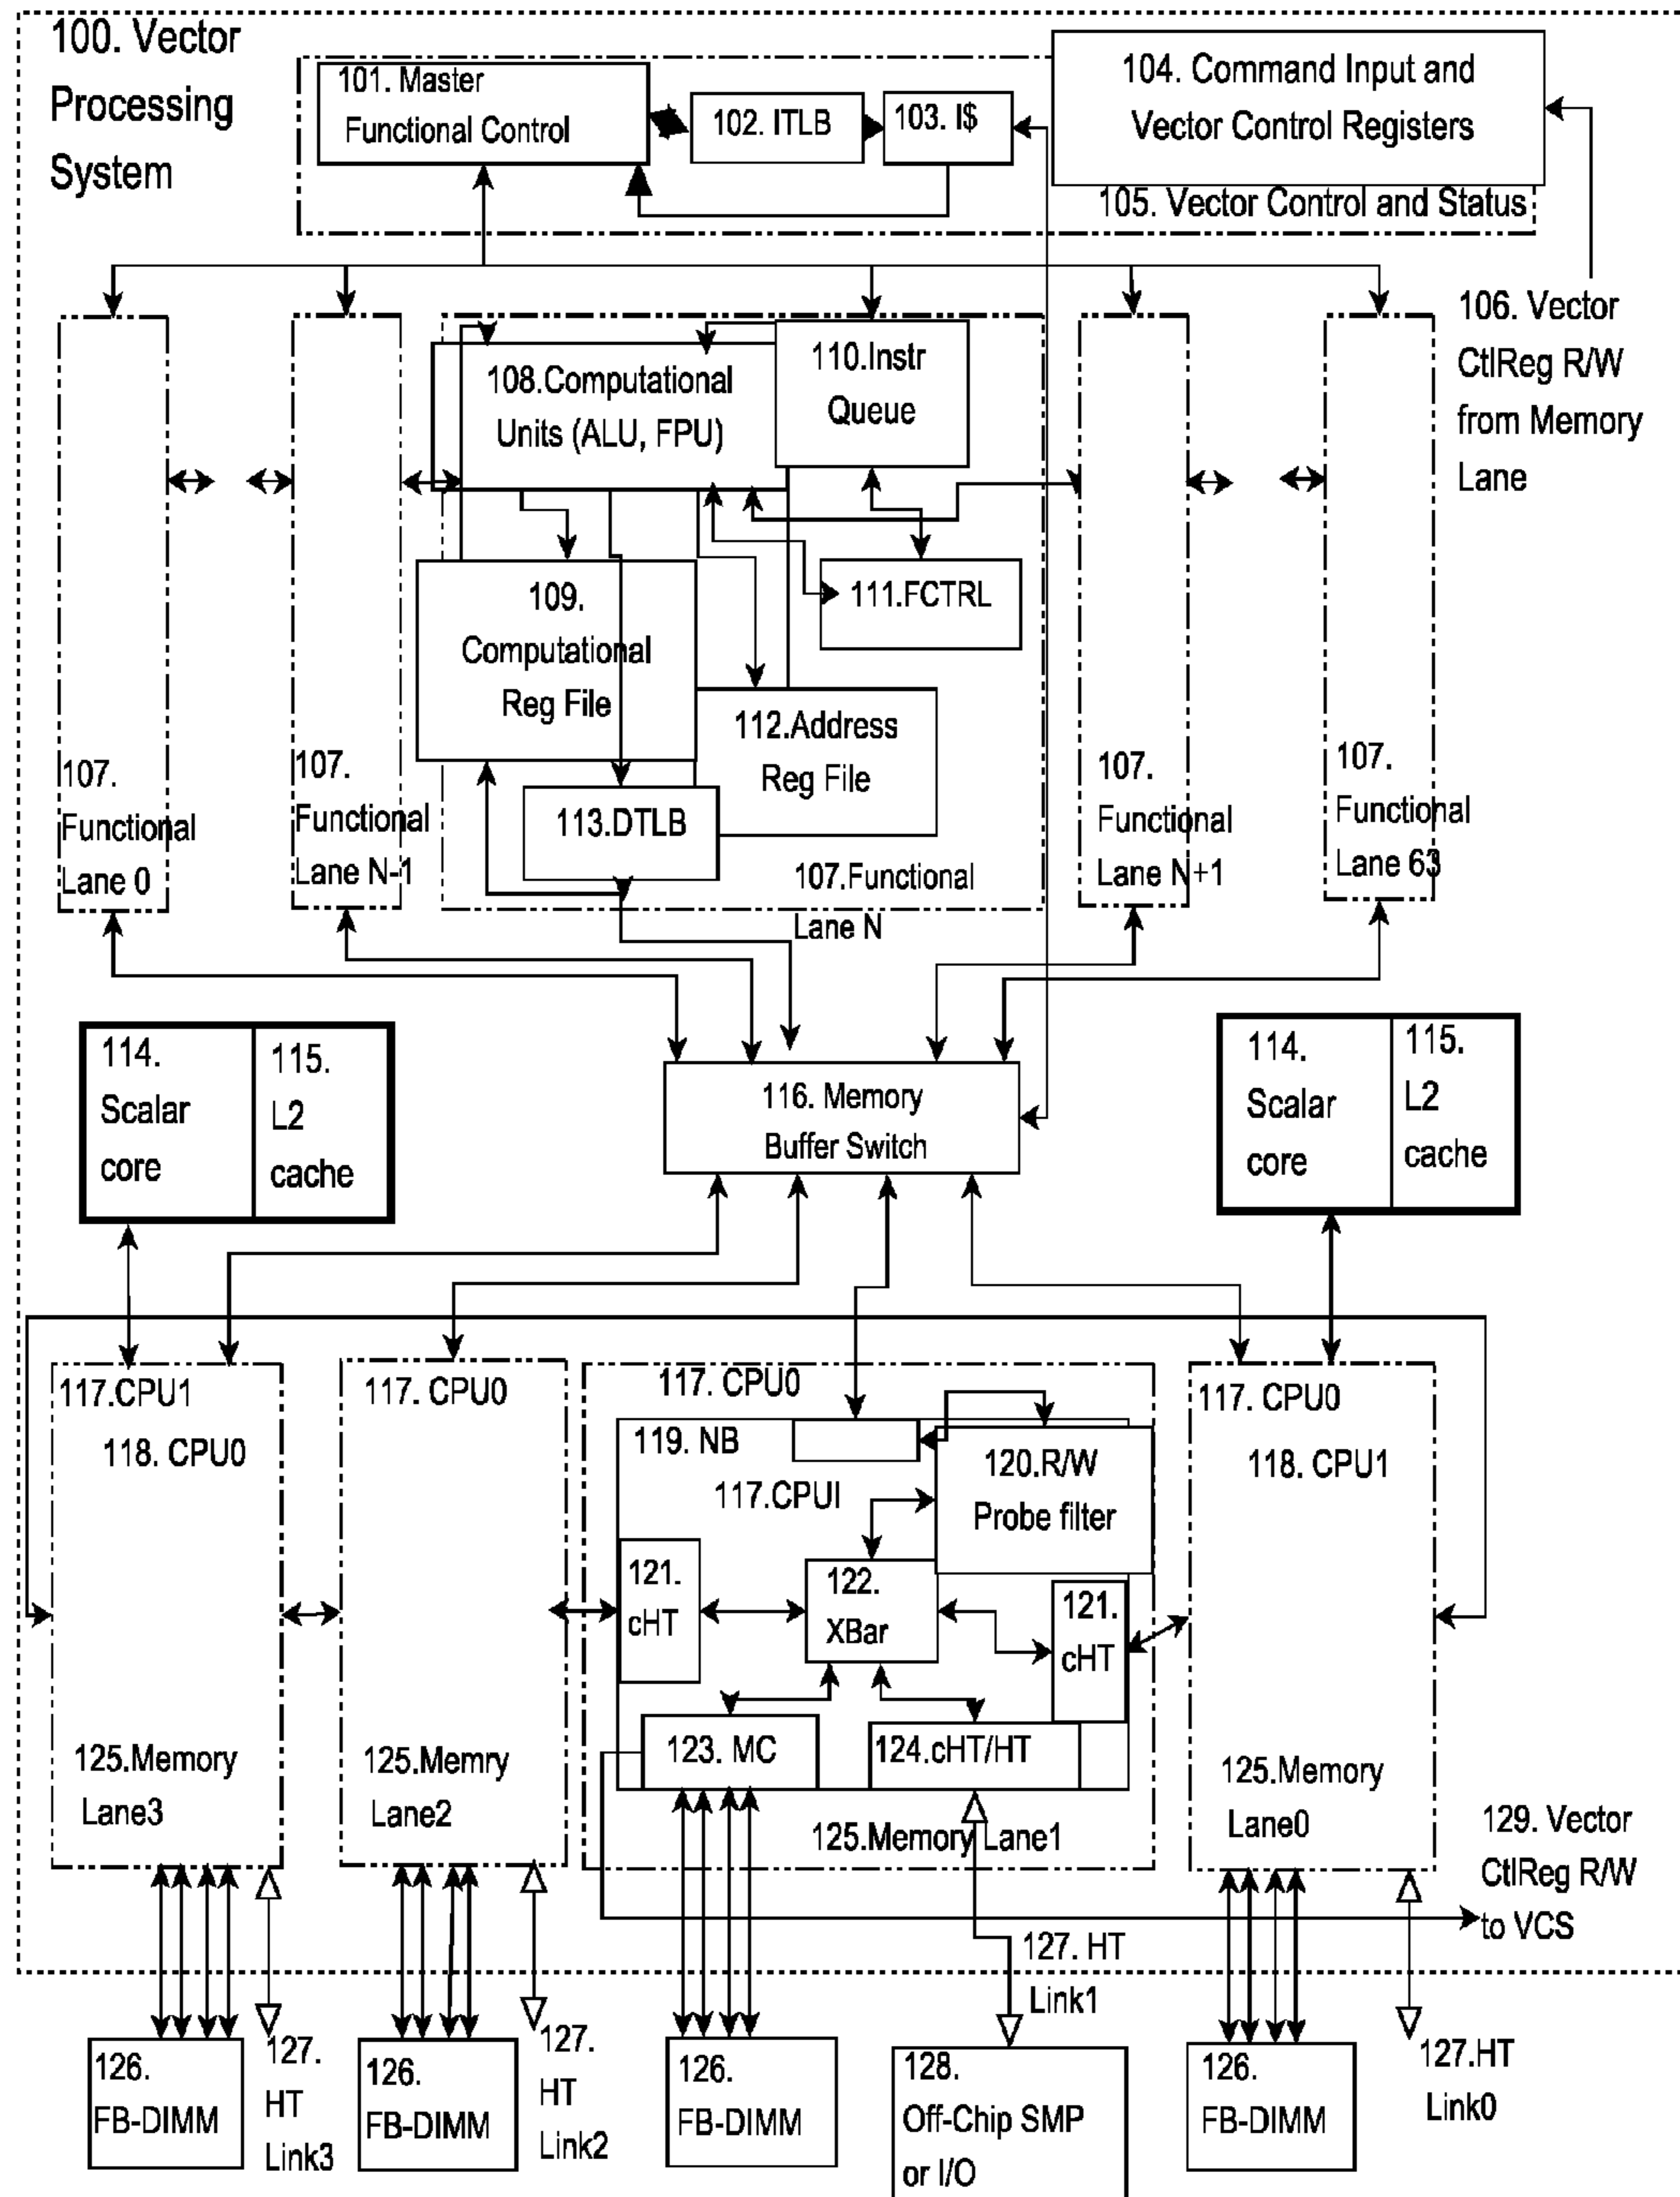 100. Vector
Processing
System
101. Master
Functional Control
102. ITLB
103. I$
104. Command Input and
Vector Control Registers
105. Vector Control and Status
106. Vector
CtlReg R/W
from Memory
Lane
108.Computational
Units (ALU, FPU)
110.Instr
Queue
109.
Computational
Reg File
111.FCTRL
112.Address
Reg File
113.DTLB
107.
Functional
Lane 0
107.
Functional
Lane N-1
107.Functional
Lane N
107.
Functional
Lane N+1
107.
Functional
Lane 63
114.
Scalar
core
115.
L2
cache
116. Memory
Buffer Switch
114.
Scalar
core
115.
L2
cache
117.CPU1
118. CPU0
125.Memory
Lane3
117. CPU0
125.Memry
Lane2
117. CPU0
119. NB
117.CPUI
120.R/W
Probe filter
121.
cHT
122.
XBar
121.
cHT
123. MC
124.cHT/HT
125.Memory Lane1
117. CPU0
118. CPU1
125.Memory
Lane0
129. Vector
CtlReg R/W
to VCS
126.
FB-DIMM
127.
HT
Link3
126.
FB-DIMM
127.
HT
Link2
126.
FB-DIMM
127. HT
Link1
128.
Off-Chip SMP
or I/O
126.
FB-DIMM
127.HT
Link0